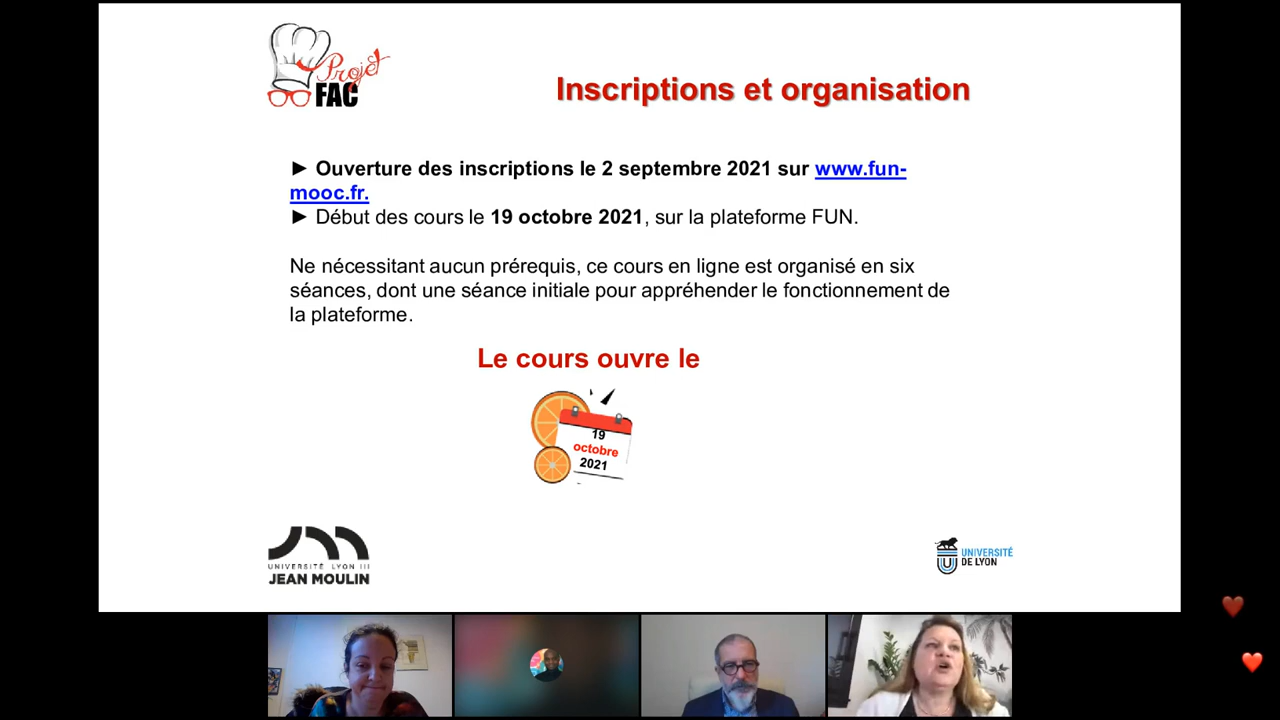 Projet
FAC
Inscriptions et organisation
► Ouverture des inscriptions le 2 septembre 2021 sur www.fun-
mooc.fr.
► Début des cours le 19 octobre 2021, sur la plateforme FUN.
Ne nécessitant aucun prérequis, ce cours en ligne est organisé en six
séances, dont une séance initiale pour appréhender le fonctionnement de
la plateforme.
Le cours ouvre le
19
octobre
2021
UNIVERSITÉ LYON III
JEAN MOULIN
UNIVERSITÉ
DE LYON